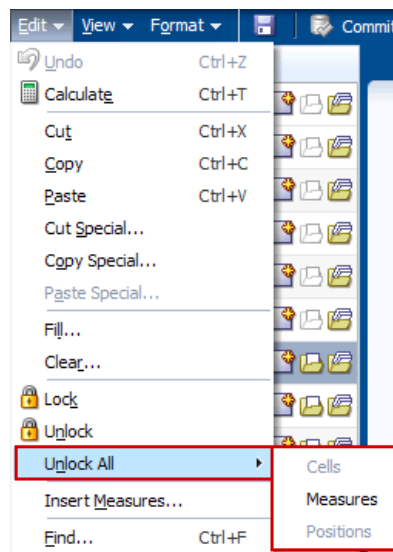 Edit View Format Commit
Undo Ctrl+Z
Calculate Ctrl+T
Cut Ctrl+X
Copy Ctrl+C
Paste Ctrl+V
Cut Special...
Copy Special...
Paste Special...
Fill...
Clear...
Lock
Unlock
Unlock All Cells
Insert Measures... Measures
Find... Ctrl+F Positions